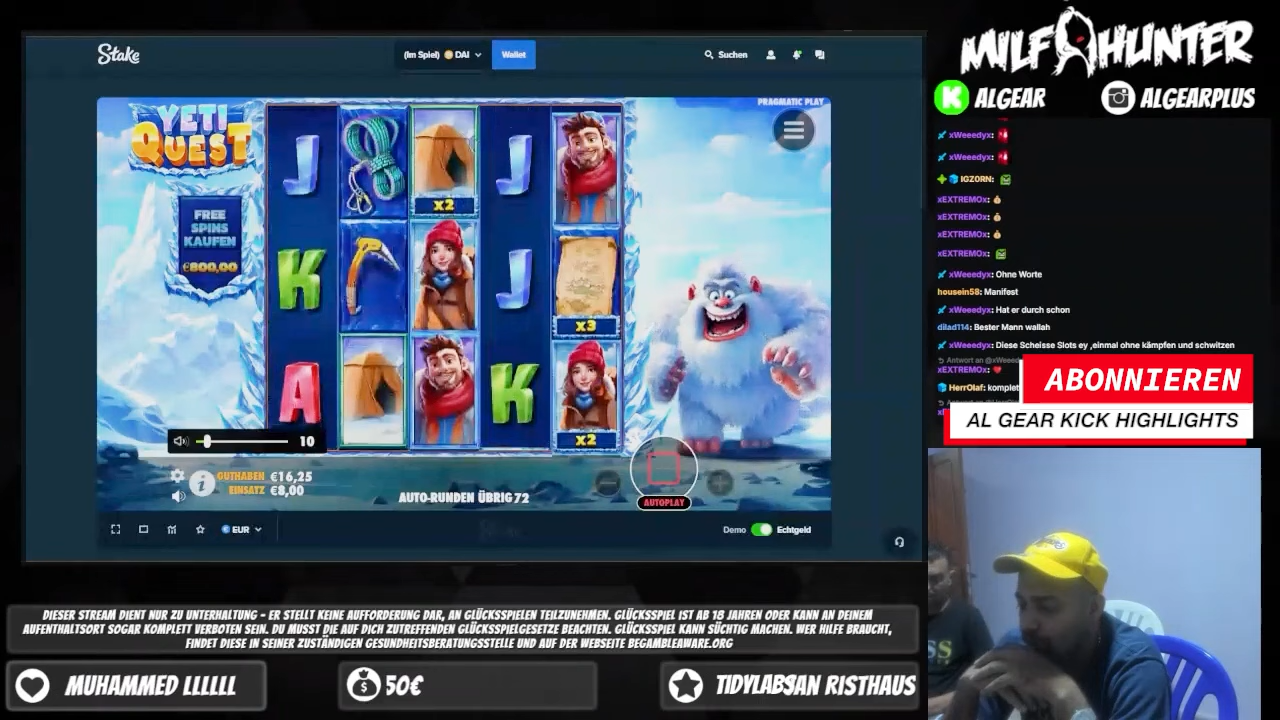 Stake
(Im Spiel) DAI
Wallet
Suchen
PRAGMATIC PLAY
YETI
QUEST
FREE
SPINS
KAUFEN
€800,00
J
x2
J
K
J
x3
A
K
x2
10
GUTHABEN €16,25
EINSATZ €8,00
AUTO-RUNDEN ÜBRIG 72
AUTOPLAY
EUR
Demo
Echtgeld
MILF HUNTER
K ALGEAR
ALGEARPLUS
xWeeedyx:
xWeeedyx:
IGZ0RN:
xEXTREMOx:
xEXTREMOx:
xEXTREMOx:
xEXTREMOx:
xWeeedyx: Ohne Worte
housein58: Manifest
xWeeedyx: Hat er durch schon
dilad114: Bester Mann wallah
xWeeedyx: Diese Scheisse Slots ey ,einmal ohne kämpfen und schwitzen
Antwort an @xWeeed
xEXTREMOx:
HerrOlaf: komplet
ABONNIEREN
AL GEAR KICK HIGHLIGHTS
DIESER STREAM DIENT NUR ZU UNTERHALTUNG - ER STELLT KEINE AUFFORDERUNG DAR, AN GLÜCKSSPIELEN TEILZUNEHMEN. GLÜCKSSPIEL IST AB 18 JAHREN ODER KANN AN DEINEM
AUFENTHALTSORT SOGAR KOMPLETT VERBOTEN SEIN. DU MUSST DIE AUF DICH ZUTREFFENDEN GLÜCKSSPIELGESETZE BEACHTEN. GLÜCKSSPIEL KANN SÜCHTIG MACHEN. WER HILFE BRAUCHT,
FINDET DIESE IN SEINER ZUSTÄNDIGEN GESUNDHEITSBERATUNGSSTELLE UND AUF DER WEBSEITE BEGAMBLEAWARE.ORG
MUHAMMED LLLLLL
50€
TIDYLABSAN RISTHAUS